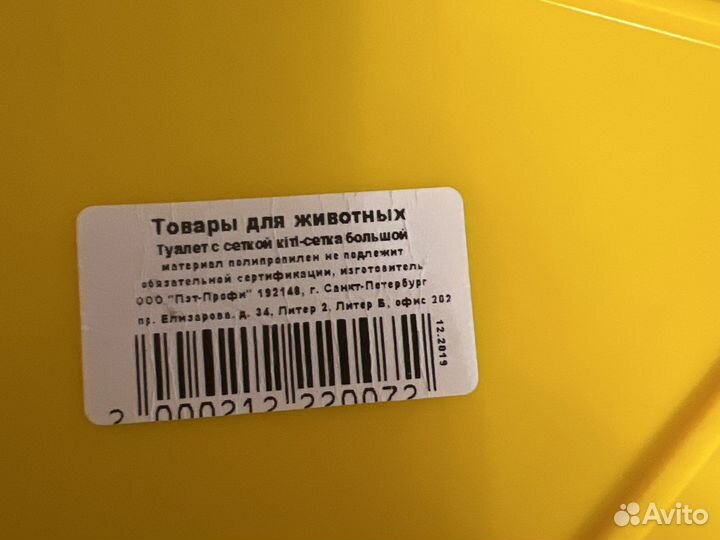 Товары для животных
Туалет с сеткой кіті-сетка большой
материал полипропилен не подлежит
обязательной сертификации, изготовитель
ООО "Пэт-Профи" 192148, г. Санкт-Петербург
пр. Елизарова, д. 34, Литер 2, Литер Б, офис 202
12.2019
2 000212 220072
Avito